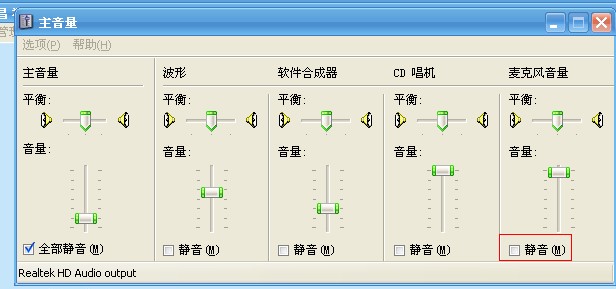 昌
管理
主音量
选项(P) 帮助(H)
主音量 波形 软件合成器 CD 唱机 麦克风音量
平衡: 平衡: 平衡: 平衡: 平衡:
音量: 音量: 音量: 音量: 音量:
全部静音(M) 静音(M) 静音(M) 静音(M) 静音(M)
Realtek HD Audio output